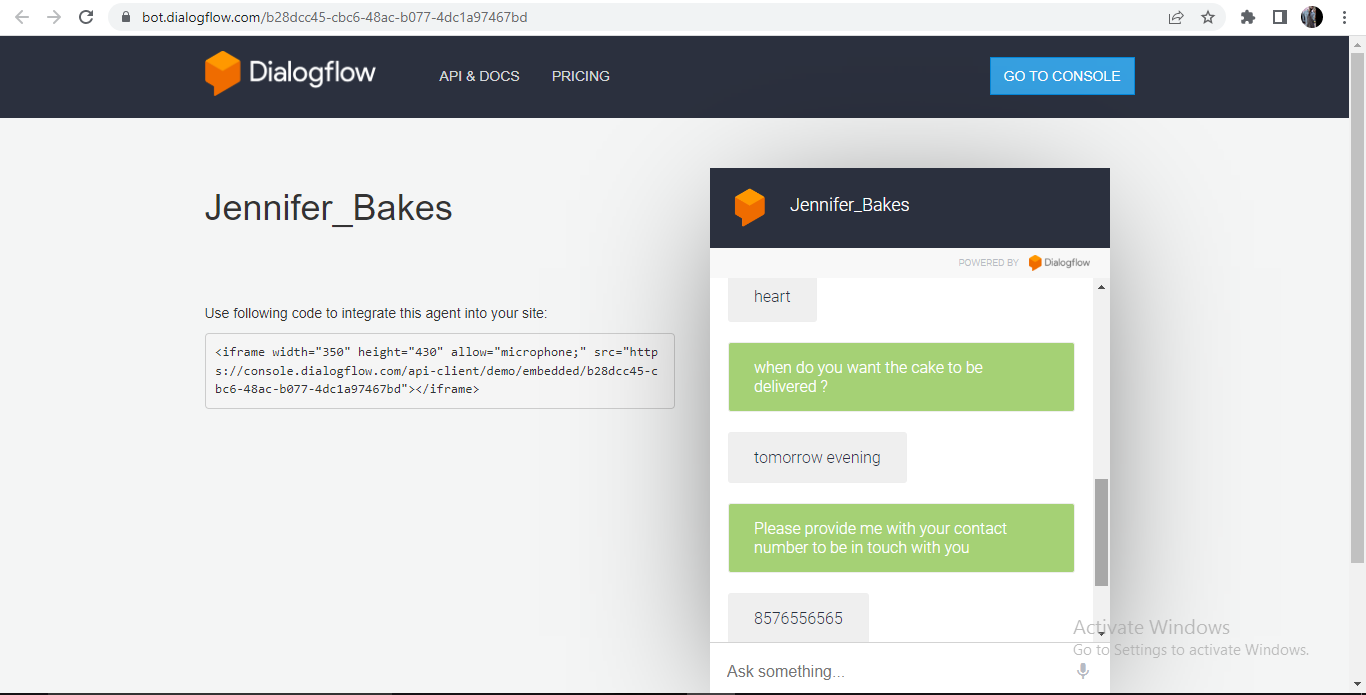 bot.dialogflow.com/b28dcc45-cbc6-48ac-b077-4dc1a97467bd
Dialogflow
API & DOCS
PRICING
GO TO CONSOLE
Jennifer_Bakes
Use following code to integrate this agent into your site:
<iframe width="350" height="430" allow="microphone;" src="http
s://console.dialogflow.com/api-client/demo/embedded/b28dcc45-c
bc6-48ac-b077-4dc1a97467bd"></iframe>
Jennifer_Bakes
POWERED BY Dialogflow
heart
when do you want the cake to be
delivered ?
tomorrow evening
Please provide me with your contact
number to be in touch with you
8576556565
Ask something...
Activate Windows
Go to Settings to activate Windows.